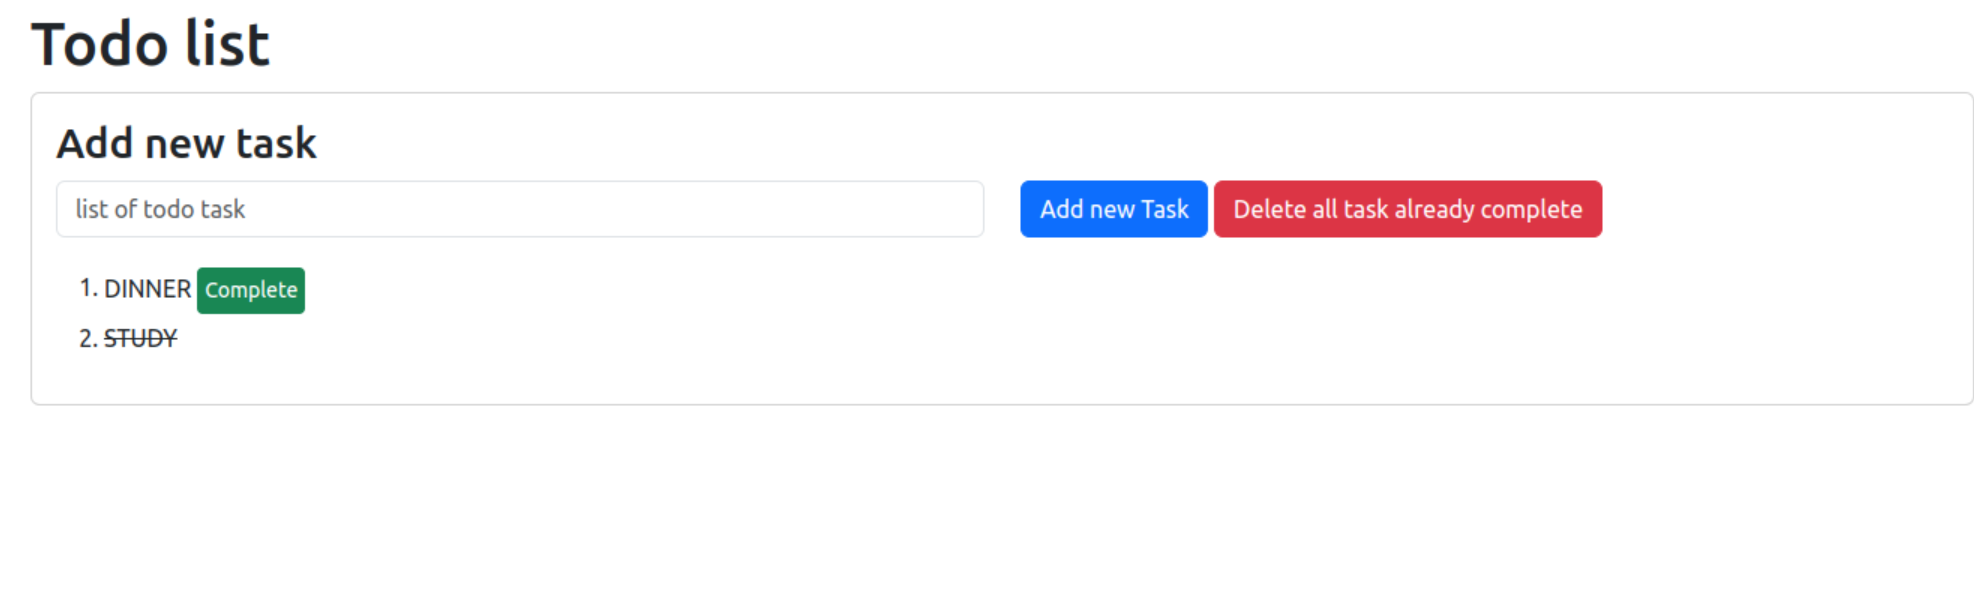 Todo list
Add new task
list of todo task Add new Task Delete all task already complete
1. DINNER Complete
2. STUDY